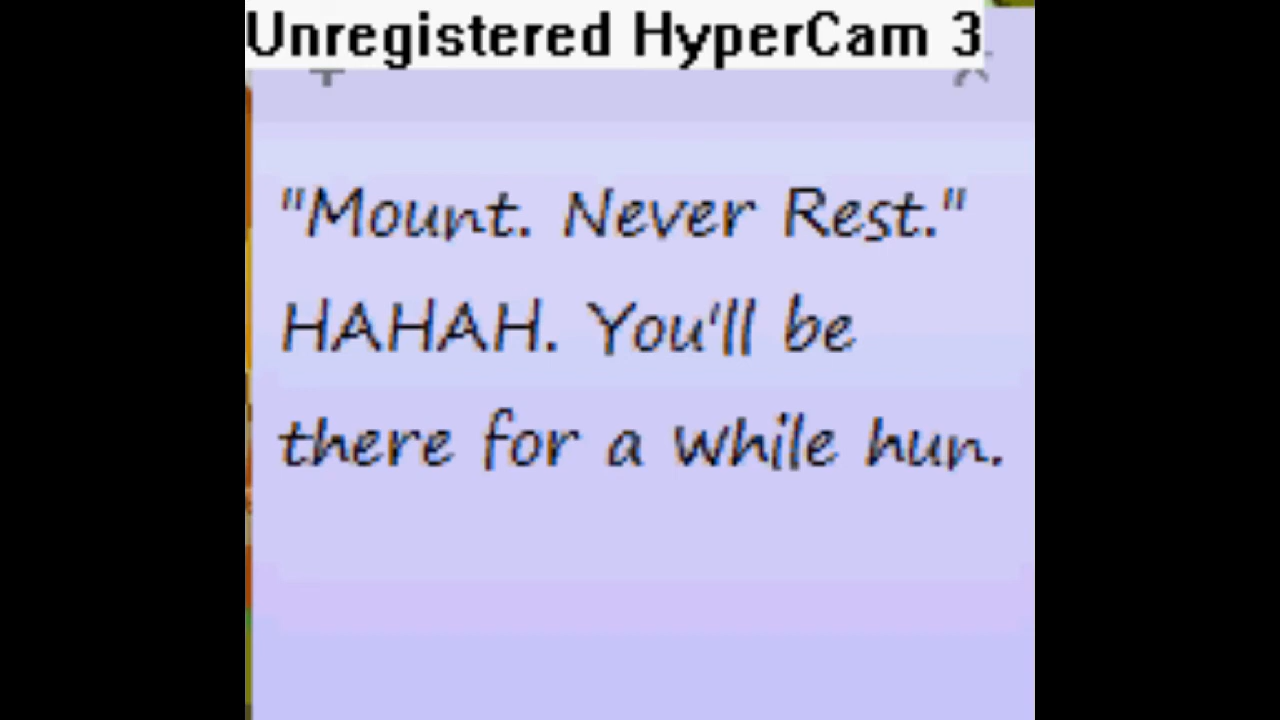 Unregistered HyperCam 3
"Mount. Never Rest."
HAHAH. You'll be
there for a while hun.